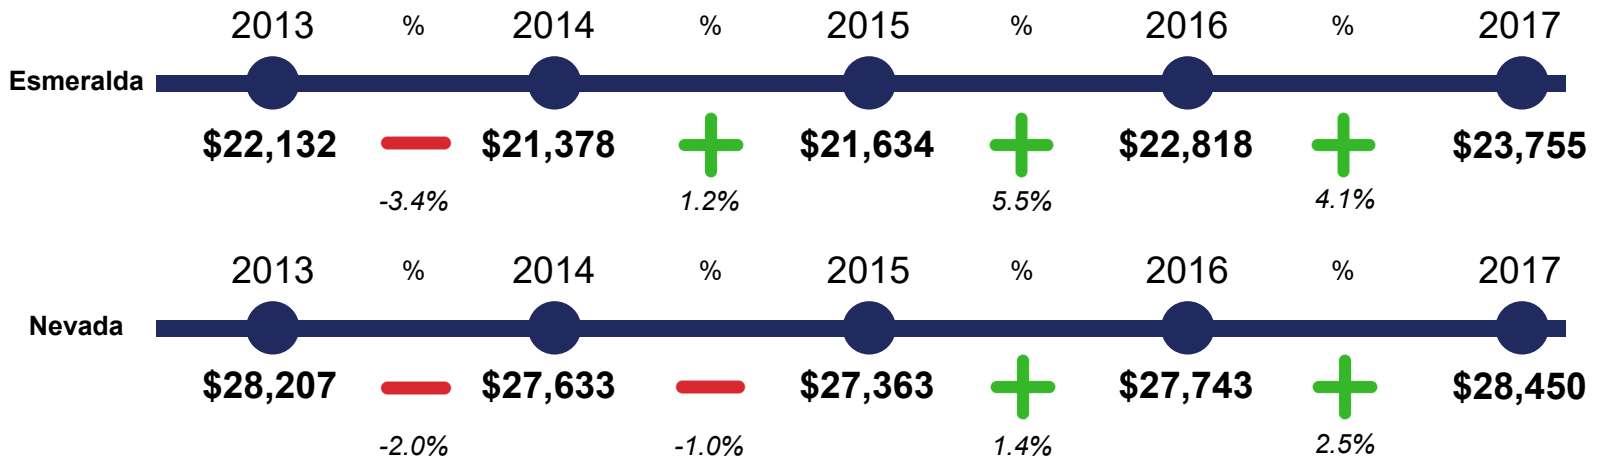 2013 % 2014 % 2015 % 2016 % 2017
Esmeralda
$22,132 $21,378 $21,634 $22,818 $23,755
-3.4% 1.2% 5.5% 4.1%
2013 % 2014 % 2015 % 2016 % 2017
Nevada
$28,207 $27,633 $27,363 $27,743 $28,450
-2.0% -1.0% 1.4% 2.5%